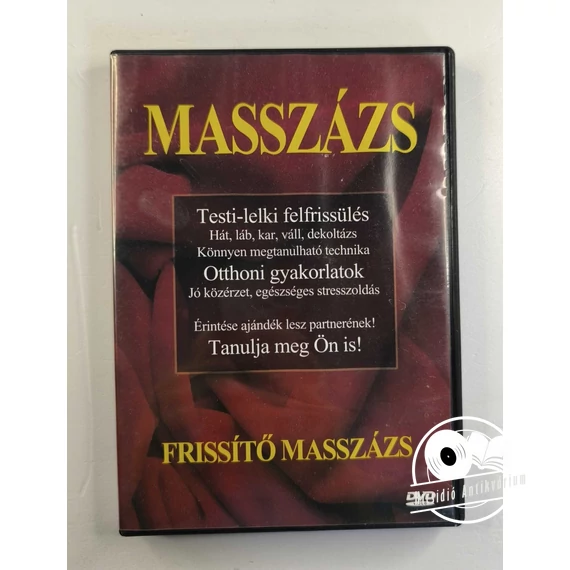 MASSZÁZS
Testi-lelki felfrissülés
Hát, láb, kar, váll, dekoltázs
Könnyen megtanulható technika
Otthoni gyakorlatok
Jó közérzet, egészséges stresszoldás
Érintése ajándék lesz partnerének!
Tanulja meg Ön is!
FRISSÍTŐ MASSZÁZS
DVD
Antikvárium